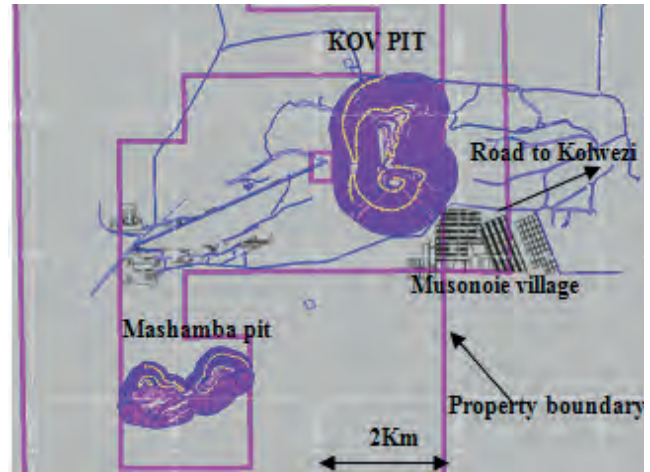 KOV PIT
Road to Kolwezi
Musonoie village
Mashamba pit
Property boundary
2Km